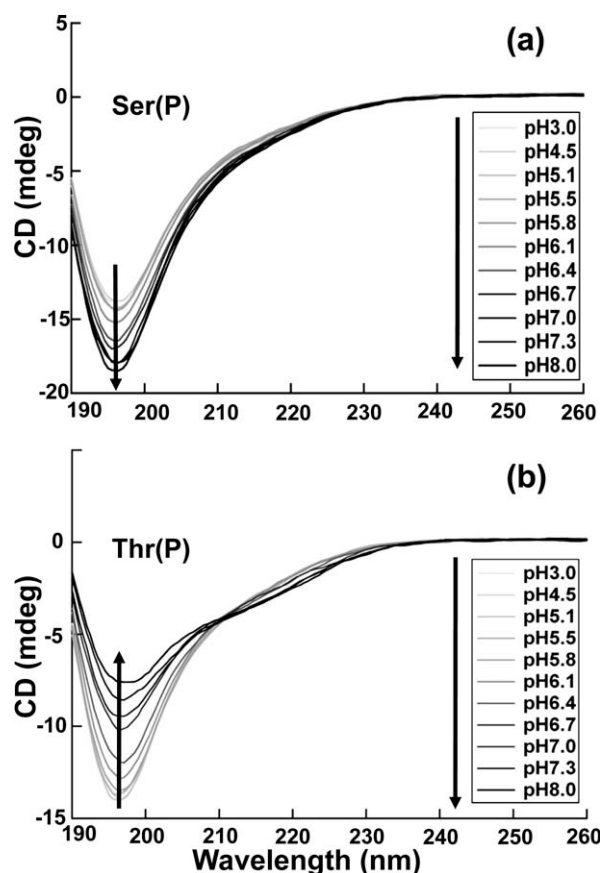 (a)
Ser(P)
CD (mdeg)
5
0
-5
-10
-15
-20
190 200 210 220 230 240 250 260
pH3.0
pH4.5
pH5.1
pH5.5
pH5.8
pH6.1
pH6.4
pH6.7
pH7.0
pH7.3
pH8.0
(b)
Thr(P)
CD (mdeg)
0
-5
-10
-15
190 200 210 220 230 240 250 260
Wavelength (nm)
pH3.0
pH4.5
pH5.1
pH5.5
pH5.8
pH6.1
pH6.4
pH6.7
pH7.0
pH7.3
pH8.0